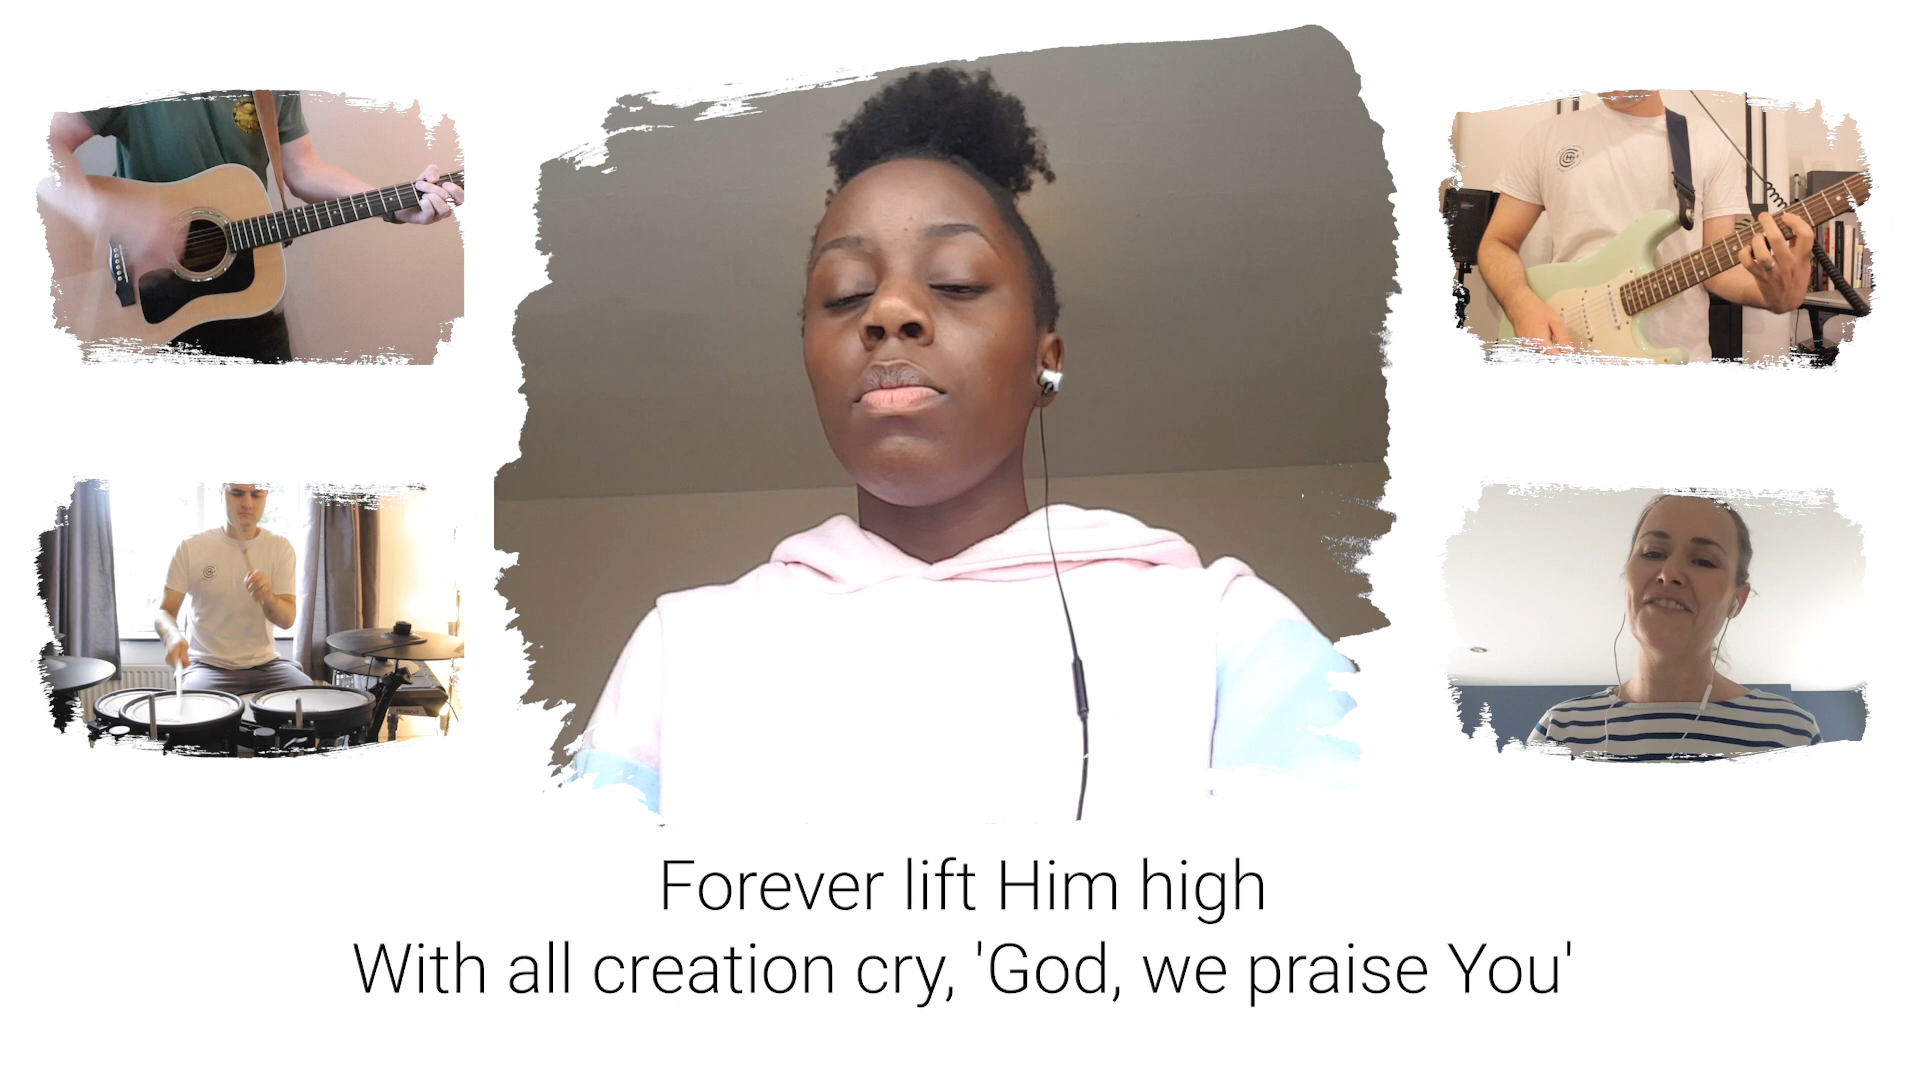 Forever lift Him high
With all creation cry, 'God, we praise You'